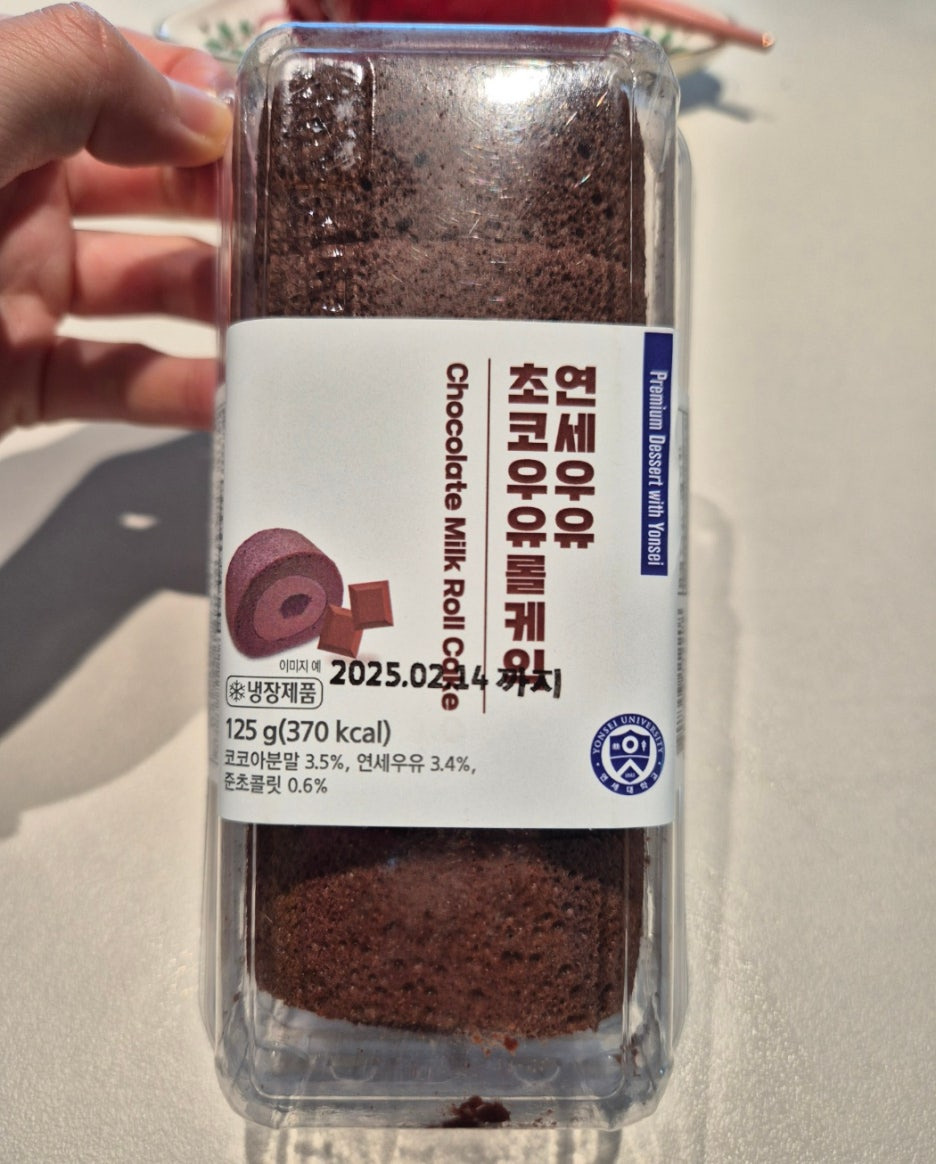 Premium Dessert with Yonsei
연세우유
초코우유롤케익
Chocolate Milk Roll Cake
이미지 예
냉장제품
2025.02.14 까지
125 g(370 kcal)
코코아분말 3.5%, 연세우유 3.4%,
준초콜릿 0.6%
YONSEI UNIVERSITY
연세대학교